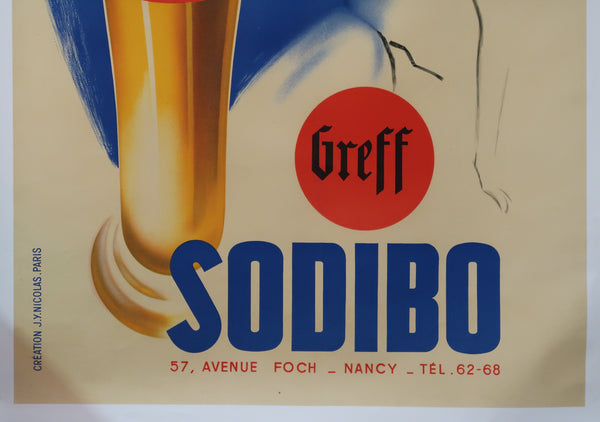 Greff
SODIBO
57, AVENUE FOCH _ NANCY _ TÉL. 62-68
CRÉATION J.Y.NICOLAS.PARIS